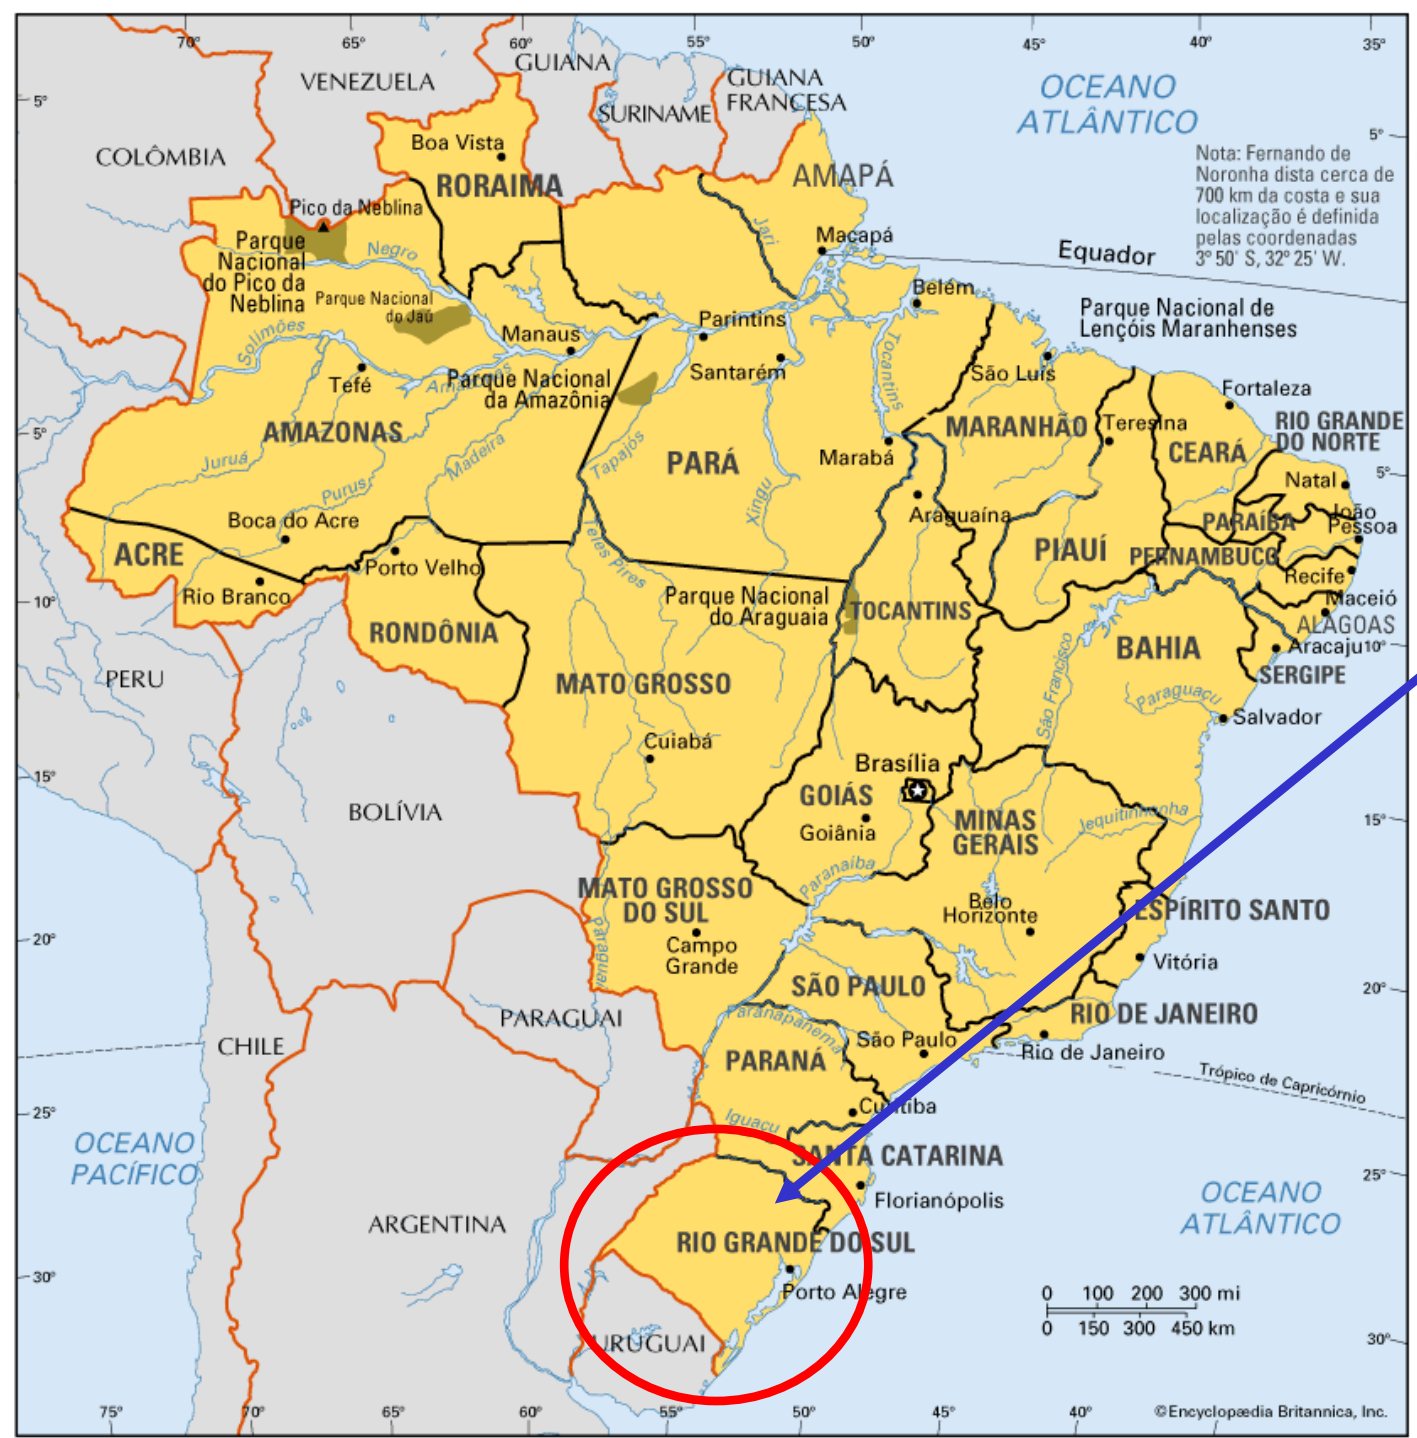 70°
65°
60°
55°
50°
45°
40°
35°
VENEZUELA
GUIANA
SURINAME
GUIANA
FRANCESA
OCEANO
ATLÂNTICO
5°
5°
COLÔMBIA
Boa Vista
RORAIMA
AMAPÁ
Nota: Fernando de
Noronha dista cerca de
700 km da costa e sua
localização é definida
pelas coordenadas
3° 50' S, 32° 25' W.
Pico da Neblina
Parque
Nacional
do Pico da
Neblina
Negro
Jari
Macapá
Equador
Parque Nacional
do Jaú
Belém
Parque Nacional de
Lençóis Maranhenses
Solimões
Manaus
Parintins
Santarém
Tocantins
São Luís
Tefé
Amazonas
Parque Nacional
da Amazônia
Fortaleza
AMAZONAS
MARANHÃO
Teresina
CEARÁ
RIO GRANDE
DO NORTE
5°
5°
Juruá
Madeira
Tapajós
PARÁ
Marabá
Natal
Purus
Xingu
Araguaína
PARAÍBA
João
Pessoa
Boca do Acre
Teles Pires
ACRE
Porto Velho
PIAUÍ
PERNAMBUCO
Recife
Rio Branco
Parque Nacional
do Araguaia
TOCANTINS
Maceió
ALAGOAS
10°
RONDÔNIA
BAHIA
Aracaju
10°
PERU
MATO GROSSO
São Francisco
Paraguaçu
SERGIPE
Salvador
Cuiabá
Brasília
15°
BOLÍVIA
GOIÁS
Goiânia
MINAS
GERAIS
Jequitinhonha
15°
Paranaíba
MATO GROSSO
DO SUL
Belo
Horizonte
ESPÍRITO SANTO
20°
Paraguai
Campo
Grande
Vitória
SÃO PAULO
20°
PARAGUAI
Paranapanema
RIO DE JANEIRO
CHILE
São Paulo
Rio de Janeiro
PARANÁ
Trópico de Capricórnio
25°
Iguaçu
Curitiba
OCEANO
PACÍFICO
SANTA CATARINA
25°
Florianópolis
OCEANO
ATLÂNTICO
ARGENTINA
RIO GRANDE DO SUL
30°
Porto Alegre
0 100 200 300 mi
0 150 300 450 km
URUGUAI
30°
75°
70°
65°
60°
55°
50°
45°
40°
©Encyclopædia Britannica, Inc.